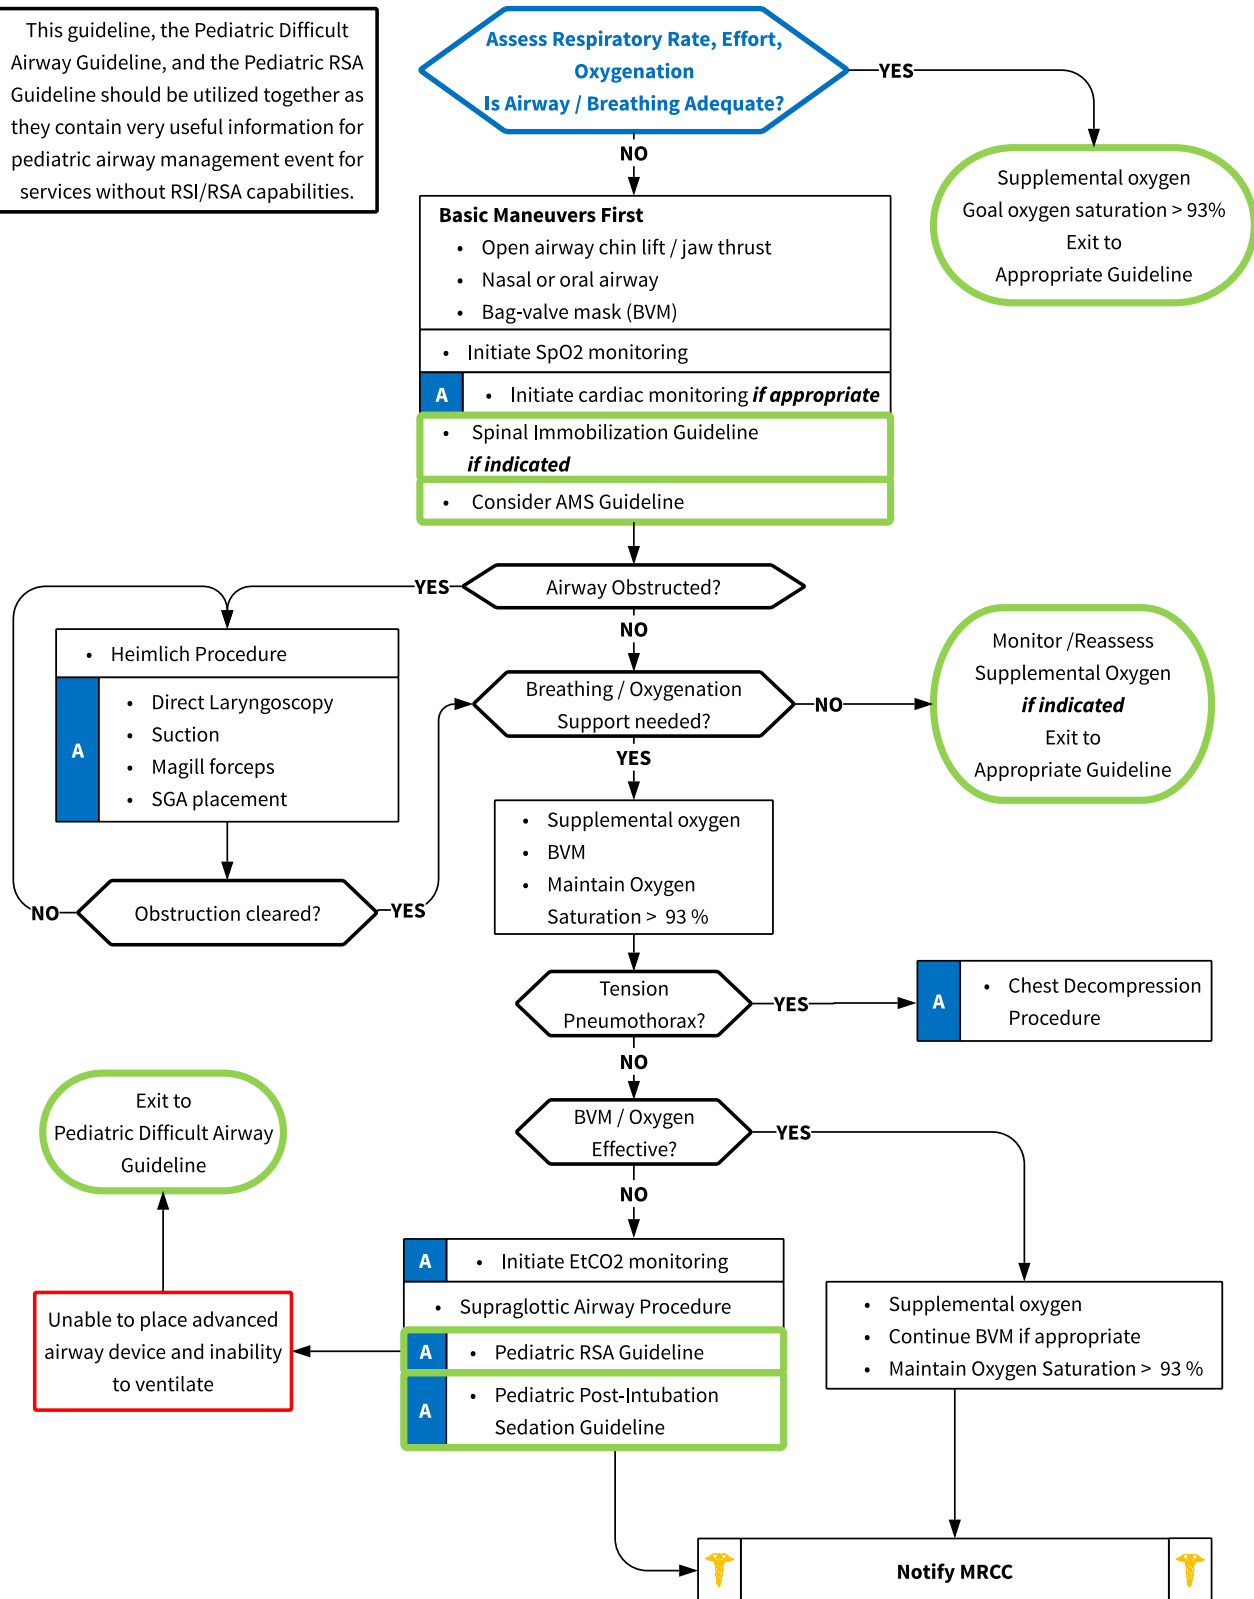 This guideline, the Pediatric Difficult
Airway Guideline, and the Pediatric RSA
Guideline should be utilized together as
they contain very useful information for
pediatric airway management event for
services without RSI/RSA capabilities.
Assess Respiratory Rate, Effort,
Oxygenation
Is Airway / Breathing Adequate?
YES
NO
Supplemental oxygen
Goal oxygen saturation > 93%
Exit to
Appropriate Guideline
Basic Maneuvers First
• Open airway chin lift / jaw thrust
• Nasal or oral airway
• Bag-valve mask (BVM)
• Initiate SpO2 monitoring
A • Initiate cardiac monitoring if appropriate
• Spinal Immobilization Guideline
if indicated
• Consider AMS Guideline
Airway Obstructed?
YES
NO
• Heimlich Procedure
A
• Direct Laryngoscopy
• Suction
• Magill forceps
• SGA placement
Obstruction cleared?
NO
YES
Breathing / Oxygenation
Support needed?
NO
YES
Monitor /Reassess
Supplemental Oxygen
if indicated
Exit to
Appropriate Guideline
• Supplemental oxygen
• BVM
• Maintain Oxygen
Saturation > 93 %
Tension
Pneumothorax?
YES
NO
A • Chest Decompression
Procedure
BVM / Oxygen
Effective?
YES
NO
Exit to
Pediatric Difficult Airway
Guideline
Unable to place advanced
airway device and inability
to ventilate
A • Initiate EtCO2 monitoring
• Supraglottic Airway Procedure
A • Pediatric RSA Guideline
A • Pediatric Post-Intubation
Sedation Guideline
• Supplemental oxygen
• Continue BVM if appropriate
• Maintain Oxygen Saturation > 93 %
Notify MRCC